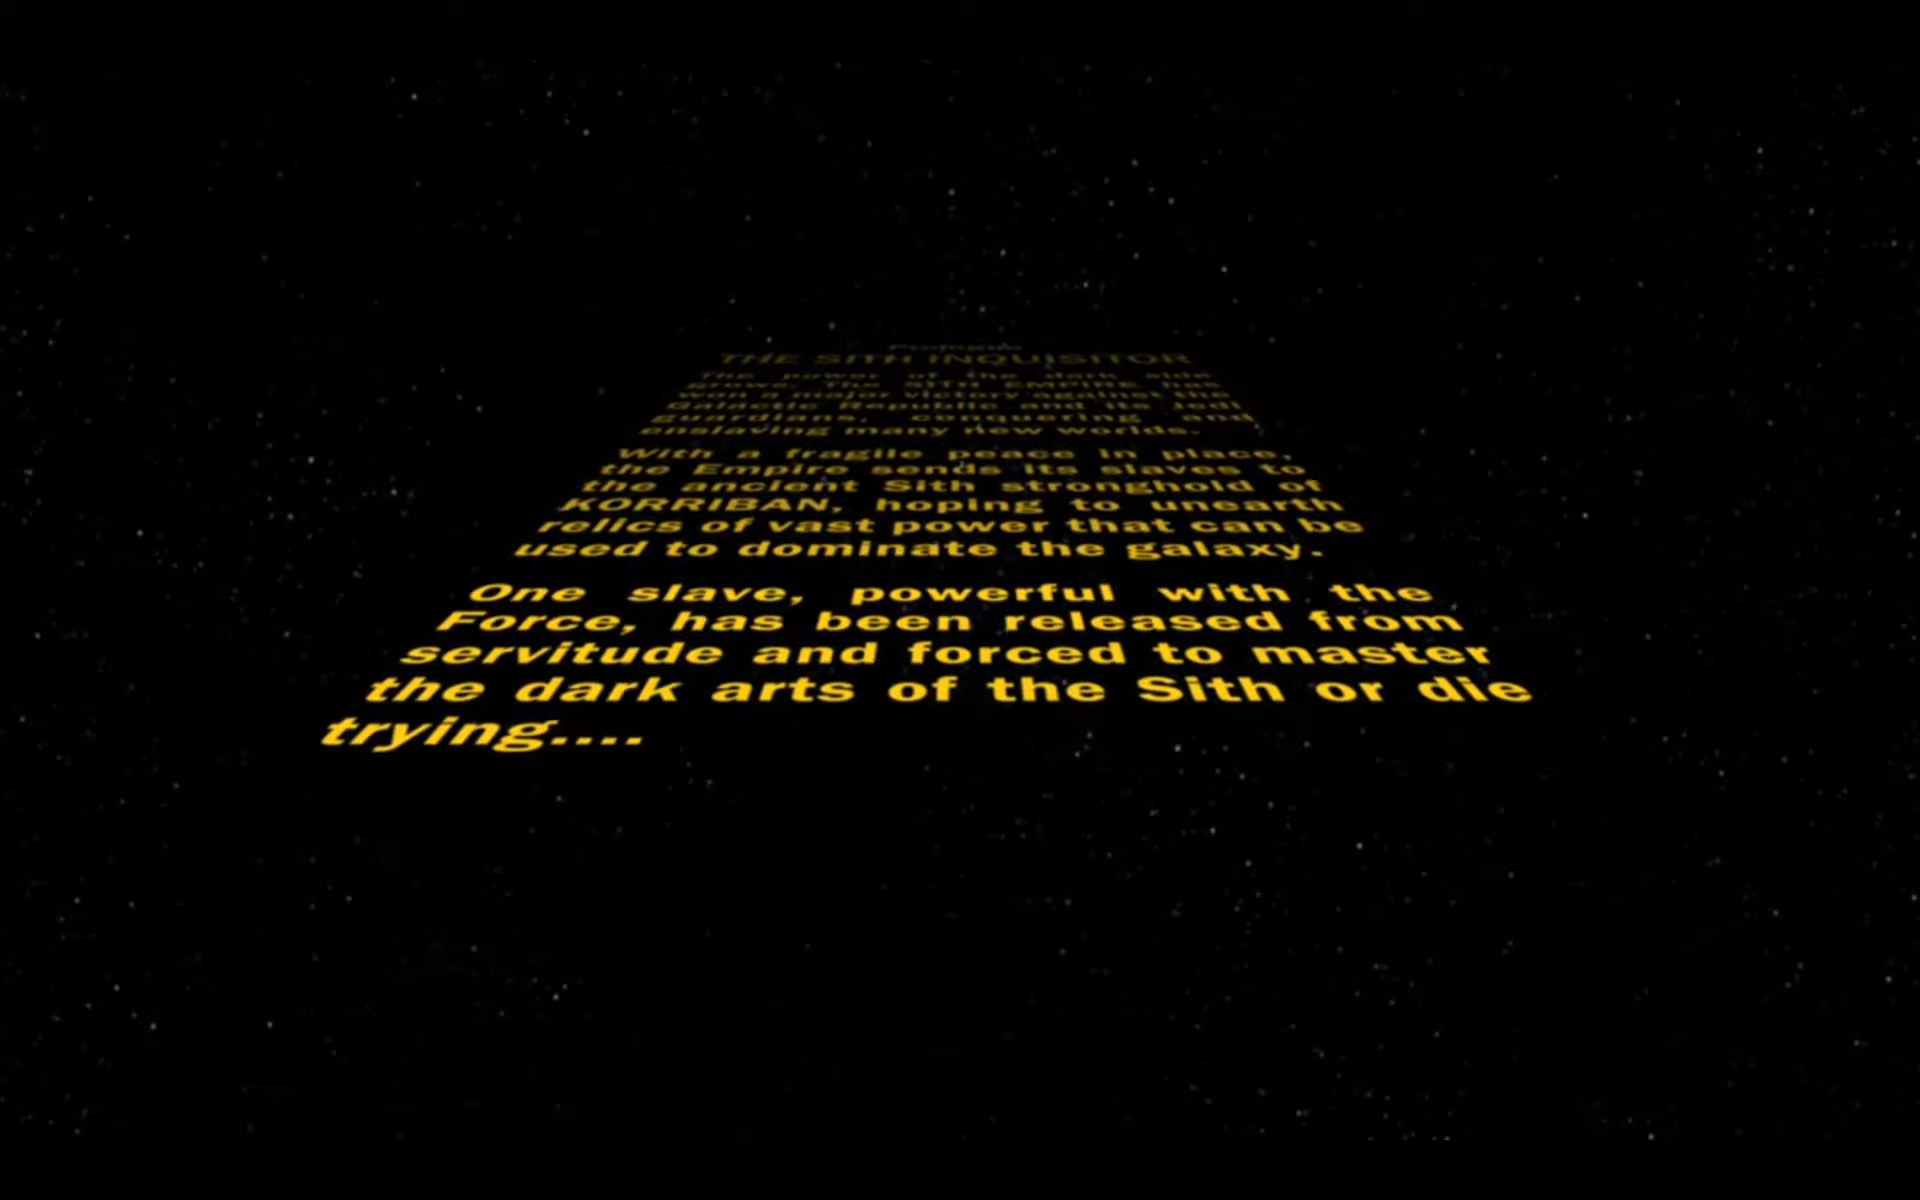 THE SITH INQUISITOR
The power of the dark side
grows. The SITH EMPIRE has
won a major victory against the
Galactic Republic and its Jedi
guardians, conquering and
enslaving many new worlds.
With a fragile peace in place,
the Empire sends its slaves to
the ancient Sith stronghold of
KORRIBAN, hoping to unearth
relics of vast power that can be
used to dominate the galaxy.
One slave, powerful with the
Force, has been released from
servitude and forced to master
the dark arts of the Sith or die
trying....